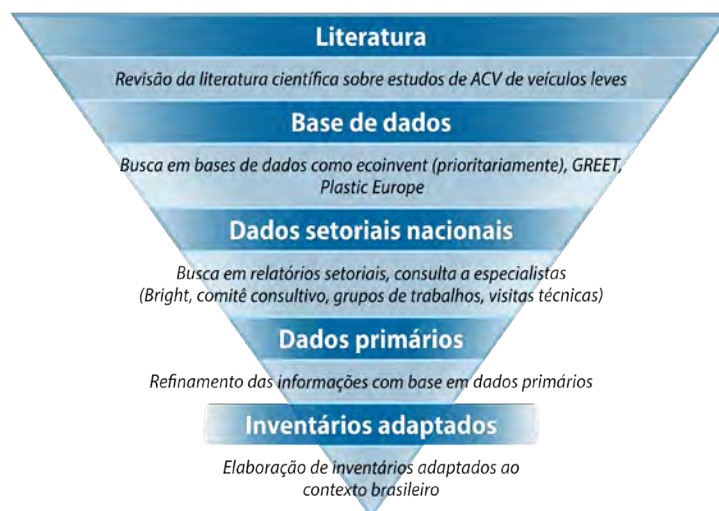 Literatura
Revisão da literatura científica sobre estudos de ACV de veículos leves
Base de dados
Busca em bases de dados como ecoinvent (prioritariamente), GREET,
Plastic Europe
Dados setoriais nacionais
Busca em relatórios setoriais, consulta a especialistas
(Bright, comitê consultivo, grupos de trabalhos, visitas técnicas)
Dados primários
Refinamento das informações com base em dados primários
Inventários adaptados
Elaboração de inventários adaptados ao
contexto brasileiro